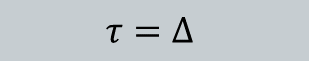 τ = Δ